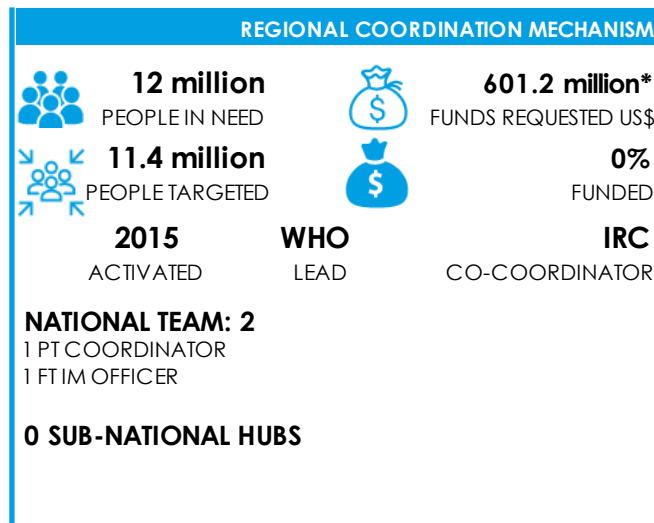 REGIONAL COORDINATION MECHANISM
12 million
PEOPLE IN NEED
$
601.2 million*
FUNDS REQUESTED US$
11.4 million
PEOPLE TARGETED
$
0%
FUNDED
2015
ACTIVATED
WHO
LEAD
IRC
CO-COORDINATOR
NATIONAL TEAM: 2
1 PT COORDINATOR
1 FT IM OFFICER
0 SUB-NATIONAL HUBS